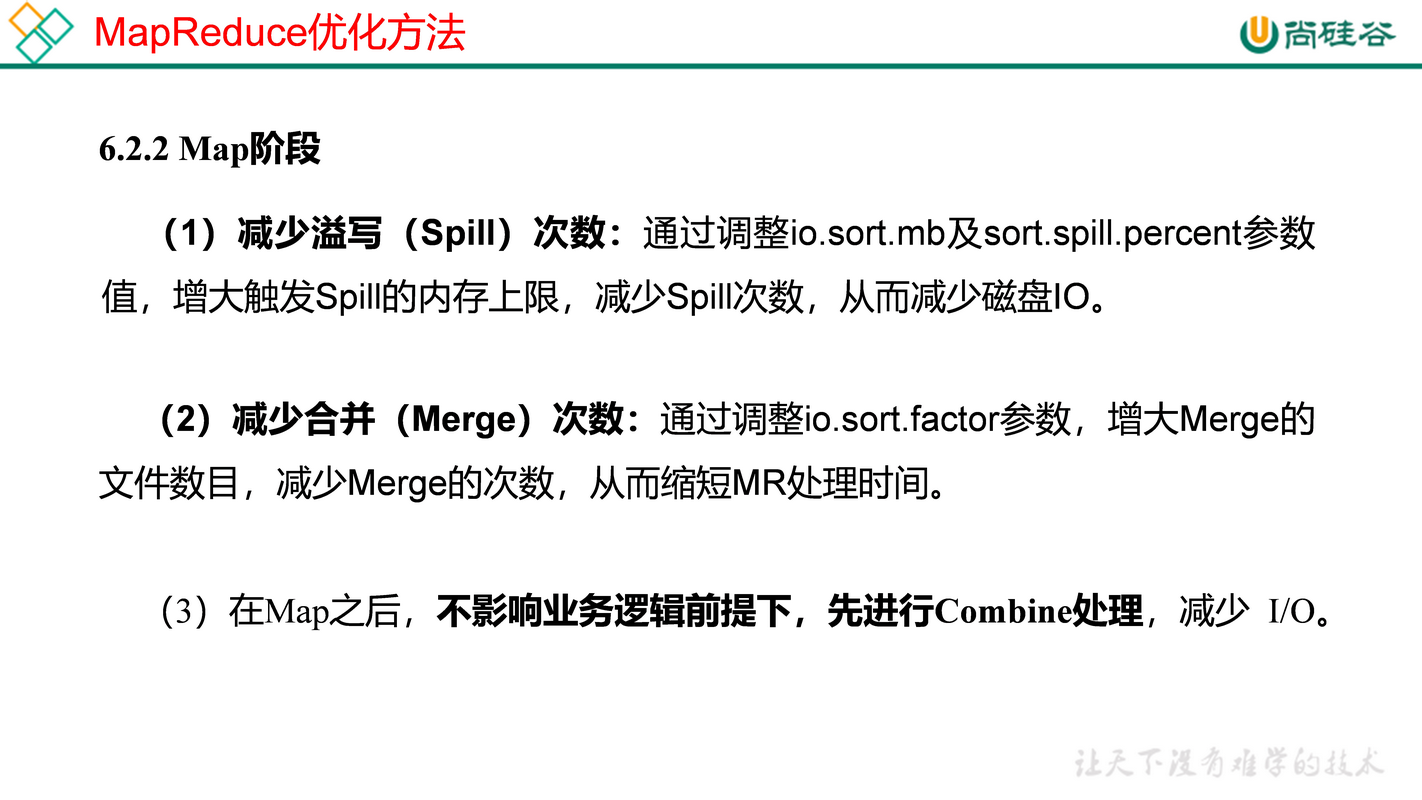 MapReduce优化方法
尚硅谷
6.2.2 Map阶段
（1）减少溢写（Spill）次数：通过调整io.sort.mb及sort.spill.percent参数
值，增大触发Spill的内存上限，减少Spill次数，从而减少磁盘IO。
（2）减少合并（Merge）次数：通过调整io.sort.factor参数，增大Merge的
文件数目，减少Merge的次数，从而缩短MR处理时间。
（3）在Map之后，不影响业务逻辑前提下，先进行Combine处理，减少 I/O。
让天下没有难学的技术